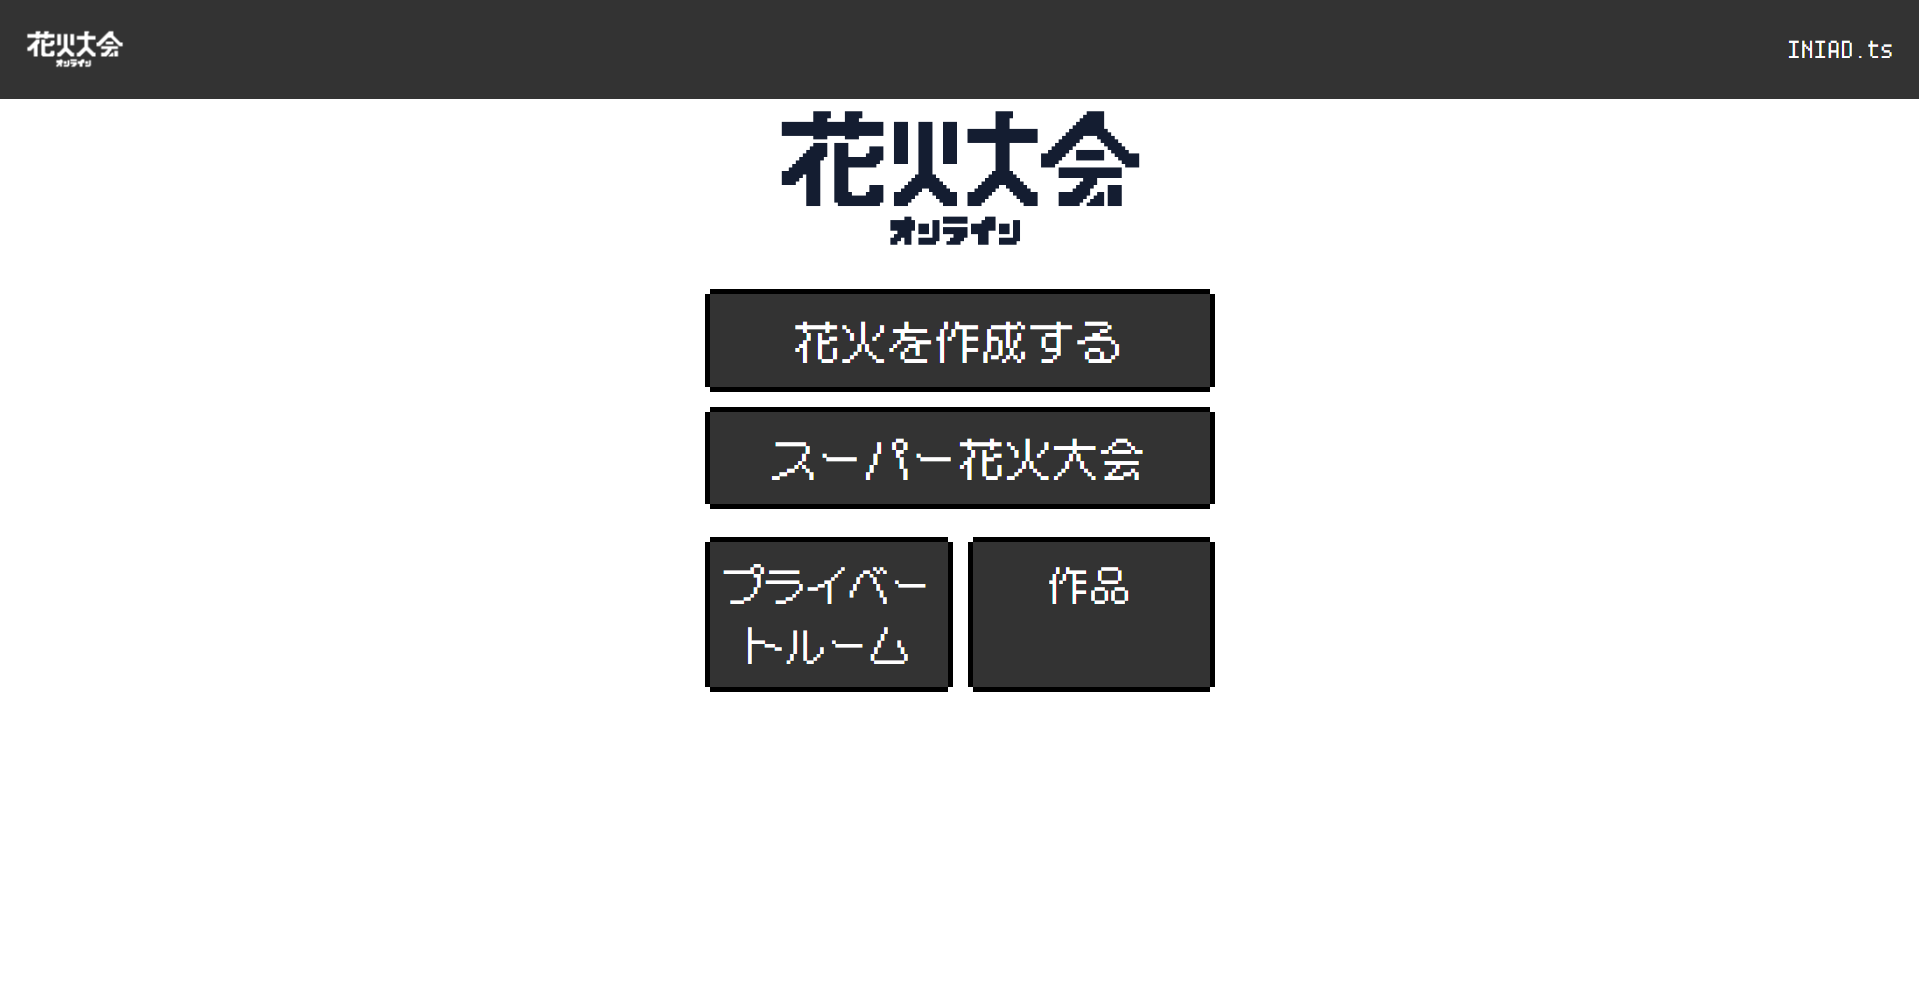 花火大会
オンライン
INIAD.ts
花火大会
オンライン
花火を作成する
スーパー花火大会
プライベー
トルーム
作品